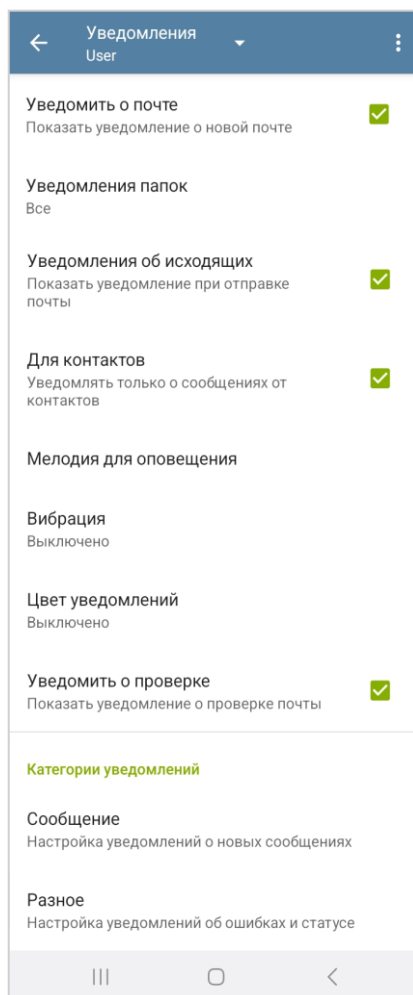 Уведомления
User
Уведомить о почте
Показать уведомление о новой почте
Уведомления папок
Все
Уведомления об исходящих
Показать уведомление при отправке
почты
Для контактов
Уведомлять только о сообщениях от
контактов
Мелодия для оповещения
Вибрация
Выключено
Цвет уведомлений
Выключено
Уведомить о проверке
Показать уведомление о проверке почты
Категории уведомлений
Сообщение
Настройка уведомлений о новых сообщениях
Разное
Настройка уведомлений об ошибках и статусе